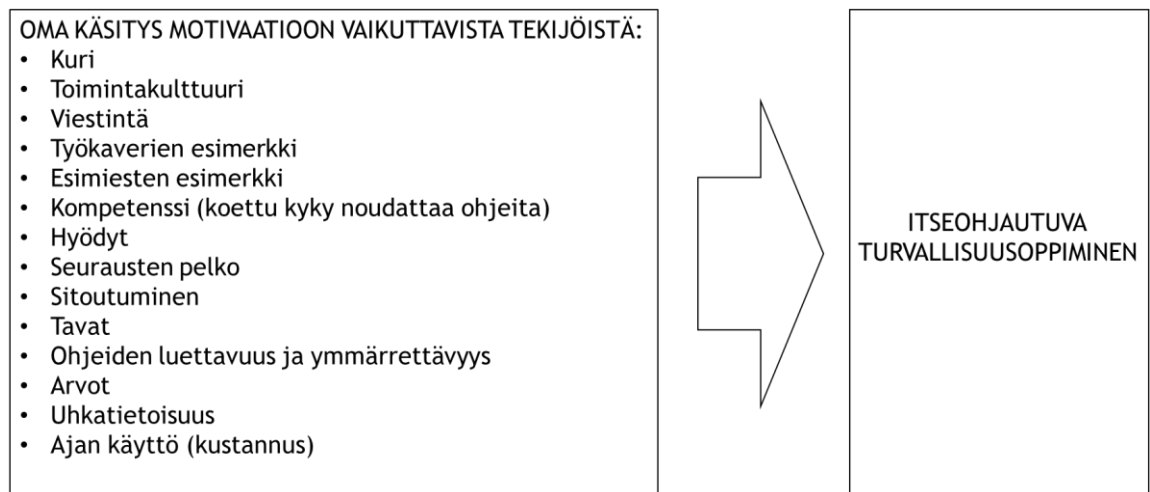 OMA KÄSITYS MOTIVAATIOON VAIKUTTAVISTA TEKIJÖISTÄ:
• Kuri
• Toimintakulttuuri
• Viestintä
• Työkaverien esimerkki
• Esimiesten esimerkki
• Kompetenssi (koettu kyky noudattaa ohjeita)
• Hyödyt
• Seurausten pelko
• Sitoutuminen
• Tavat
• Ohjeiden luettavuus ja ymmärrettävyys
• Arvot
• Uhkatietoisuus
• Ajan käyttö (kustannus)
ITSEOHJAUTUVA
TURVALLISUUSOPPIMINEN